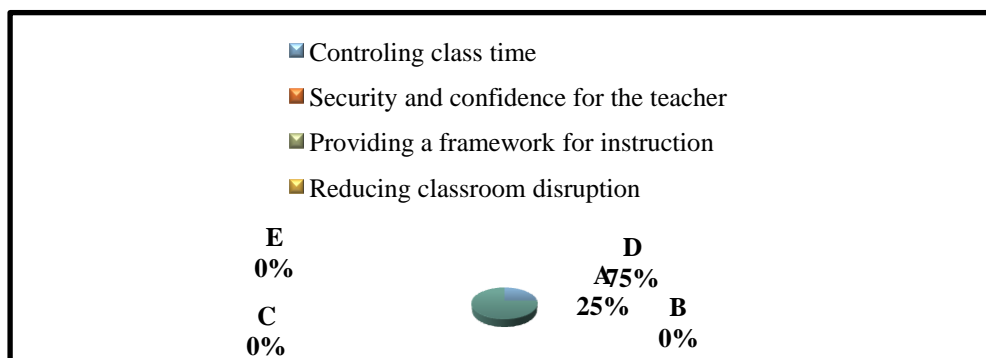 Controling class time
Security and confidence for the teacher
Providing a framework for instruction
Reducing classroom disruption
E
0%
D
75%
A
25%
B
0%
C
0%